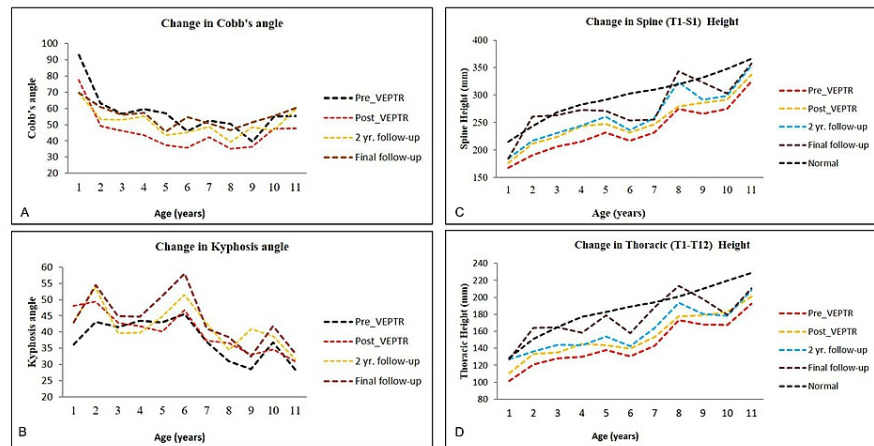 Change in Cobb's angle
Cobb's angle
100
90
80
70
60
50
40
30
20
1 2 3 4 5 6 7 8 9 10 11
Age (years)
Pre_VEPTR
Post_VEPTR
2 yr. follow-up
Final follow-up
A
Change in Kyphosis angle
Kyphosis angle
60
55
50
45
40
35
30
25
1 2 3 4 5 6 7 8 9 10 11
Age (years)
Pre_VEPTR
Post_VEPTR
2 yr. follow-up
Final follow-up
B
Change in Spine (T1-S1) Height
Spine Height (mm)
400
350
300
250
200
150
1 2 3 4 5 6 7 8 9 10 11
Age (years)
Pre_VEPTR
Post_VEPTR
2 yr. follow-up
Final follow-up
Normal
C
Change in Thoracic (T1-T12) Height
Thoracic Height (mm)
240
220
200
180
160
140
120
100
80
1 2 3 4 5 6 7 8 9 10 11
Age (years)
Pre_VEPTR
Post_VEPTR
2 yr. follow-up
Final follow-up
Normal
D